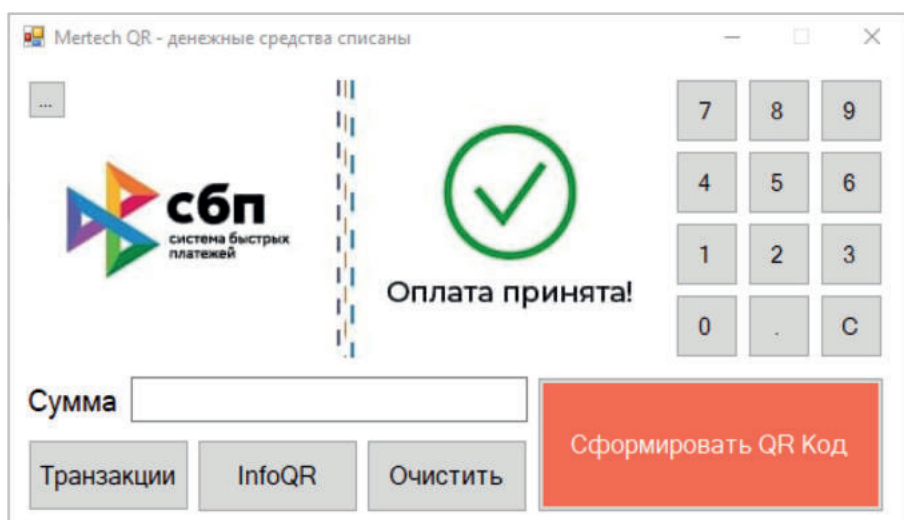 Mertech QR - денежные средства списаны
...
сбп
система быстрых
платежей
Оплата принята!
7 8 9
4 5 6
1 2 3
0 . C
Сумма
Сформировать QR Код
Транзакции InfoQR Очистить